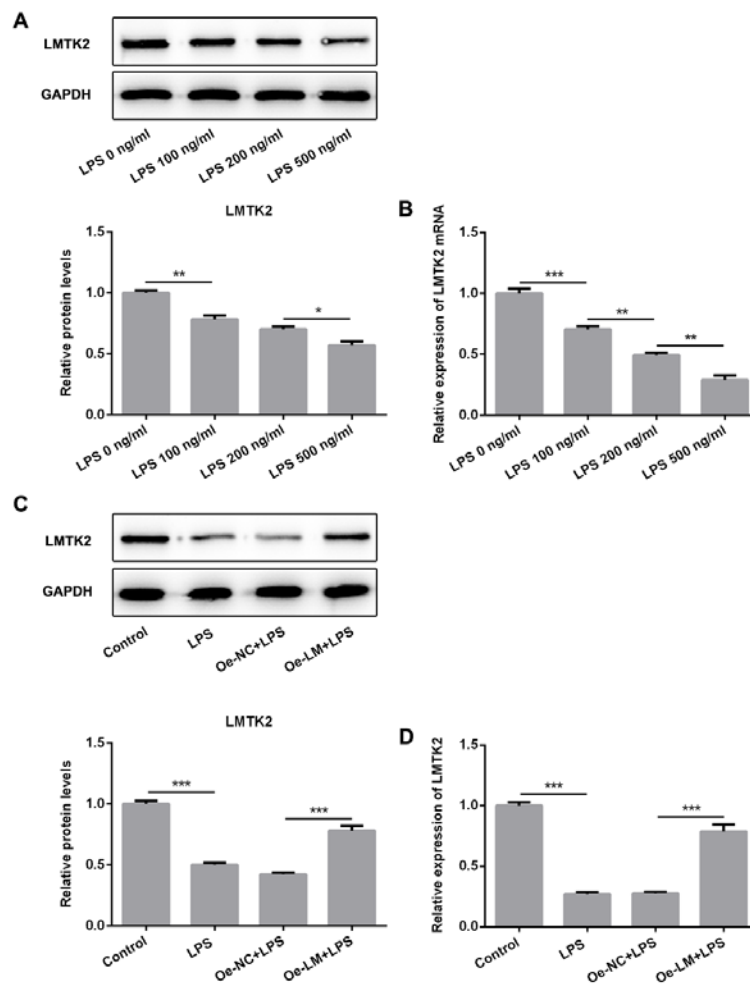 A
LMTK2
GAPDH
LPS 0 ng/ml
LPS 100 ng/ml
LPS 200 ng/ml
LPS 500 ng/ml
LMTK2
Relative protein levels
1.5
1.0
0.5
0.0
**
*
LPS 0 ng/ml
LPS 100 ng/ml
LPS 200 ng/ml
LPS 500 ng/ml
B
Relative expression of LMTK2 mRNA
1.5
1.0
0.5
0.0
***
**
**
LPS 0 ng/ml
LPS 100 ng/ml
LPS 200 ng/ml
LPS 500 ng/ml
C
LMTK2
GAPDH
Control
LPS
Oe-NC+LPS
Oe-LM+LPS
LMTK2
Relative protein levels
1.5
1.0
0.5
0.0
***
***
Control
LPS
Oe-NC+LPS
Oe-LM+LPS
D
Relative expression of LMTK2
1.5
1.0
0.5
0.0
***
***
Control
LPS
Oe-NC+LPS
Oe-LM+LPS